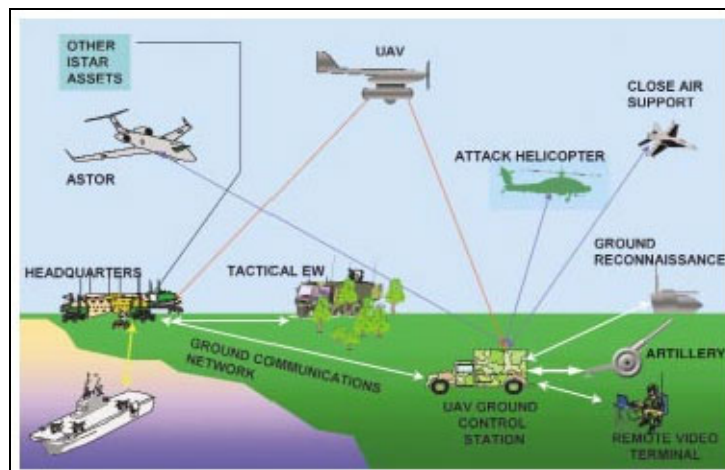 OTHER
ISTAR
ASSETS
UAV
CLOSE AIR
SUPPORT
ASTOR
ATTACK HELICOPTER
GROUND
RECONNAISSANCE
HEADQUARTERS
TACTICAL EW
GROUND COMMUNICATIONS
NETWORK
ARTILLERY
UAV GROUND
CONTROL
STATION
REMOTE VIDEO
TERMINAL